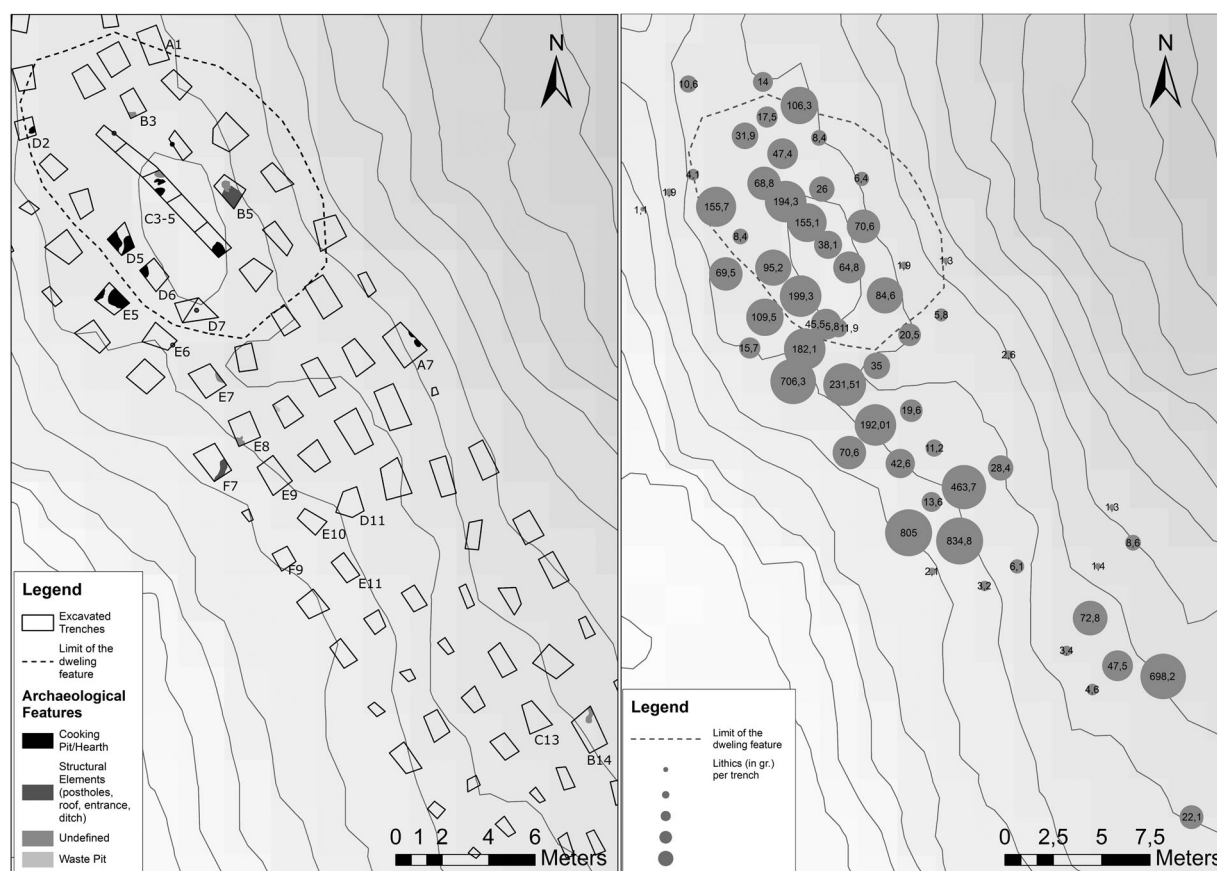 N
A1
B3
D2
B5
C3-5
D5
D6
E5
D7
E6
A7
E7
E8
F7
E9
D11
E10
F9
E11
C13
B14
Legend
Excavated
Trenches
Limit of the
dweling
feature
Archaeological
Features
Cooking
Pit/Hearth
Structural
Elements
(postholes,
roof, entrance,
ditch)
Undefined
Waste Pit
0 1 2 4 6
Meters
N
10,6
14
106,3
17,5
31,9
8,4
47,4
4,1
68,8
6,4
1,9
26
194,3
155,7
1,1
155,1
70,6
8,4
38,1
95,2
64,8
1,9
1,3
69,5
199,3
84,6
109,5
45,5
5,8
11,9
5,8
20,5
15,7
182,1
2,6
35
706,3
231,51
19,6
192,01
11,2
70,6
42,6
28,4
463,7
13,6
1,3
805
834,8
8,6
2,1
6,1
1,4
3,2
72,8
3,4
47,5
698,2
4,6
22,1
Legend
Limit of the
dweling feature
Lithics (in gr.)
per trench
0 2,5 5 7,5
Meters